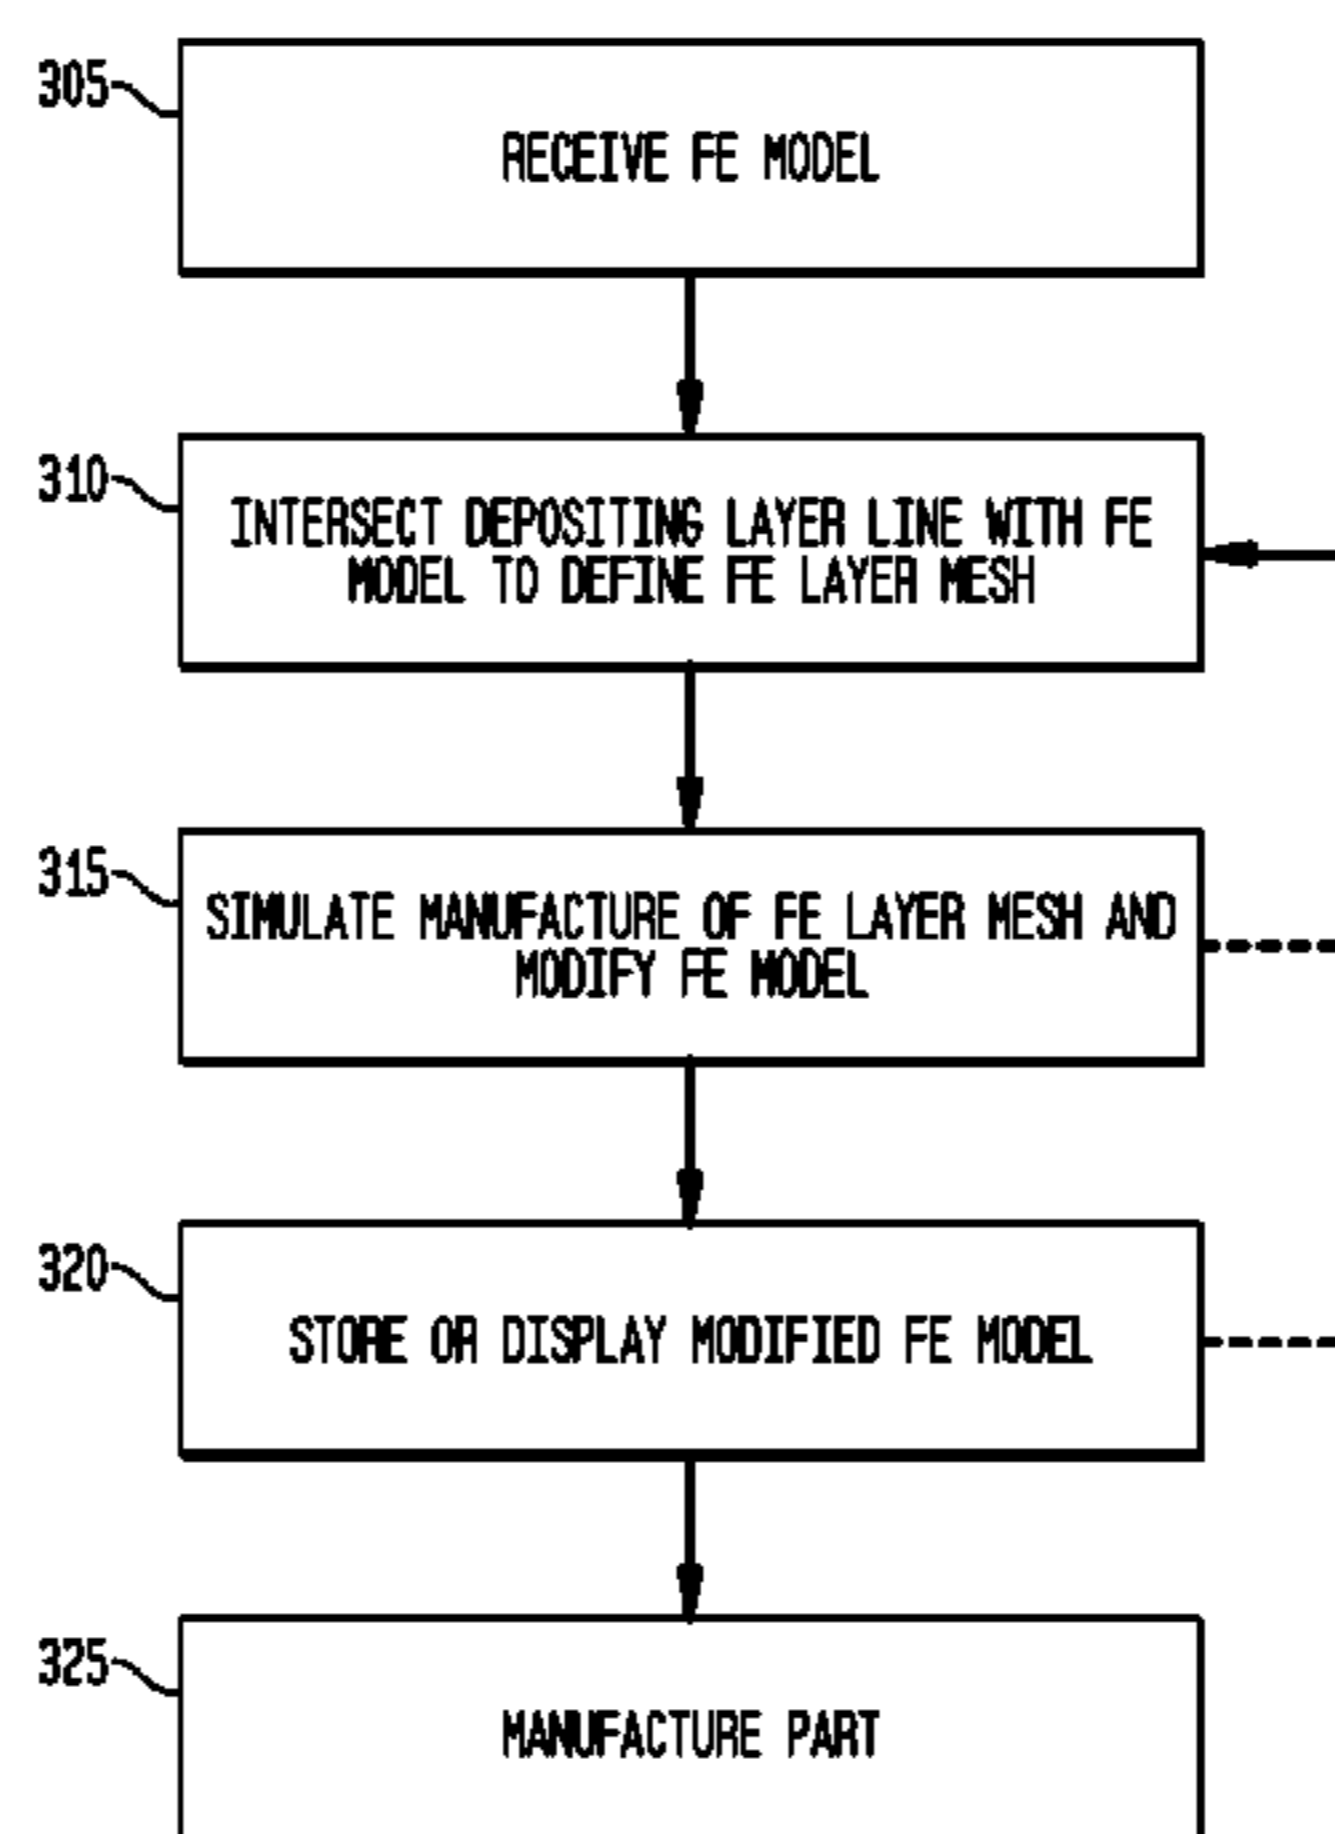 305
RECEIVE FE MODEL
310
INTERSECT DEPOSITING LAYER LINE WITH FE
MODEL TO DEFINE FE LAYER MESH
315
SIMULATE MANUFACTURE OF FE LAYER MESH AND
MODIFY FE MODEL
320
STORE OR DISPLAY MODIFIED FE MODEL
325
MANUFACTURE PART